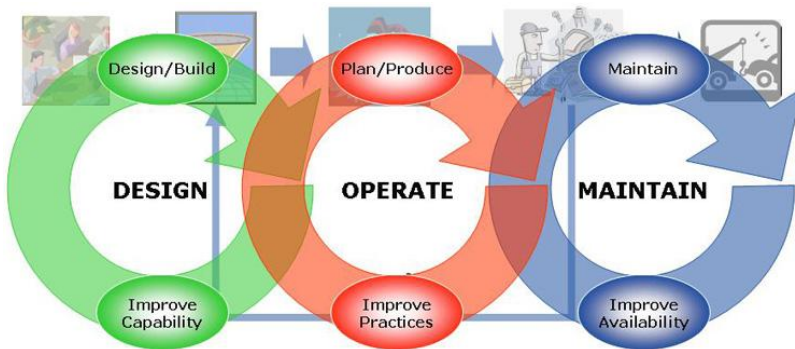 Design/Build
Plan/Produce
Maintain
DESIGN
OPERATE
MAINTAIN
Improve
Capability
Improve
Practices
Improve
Availability